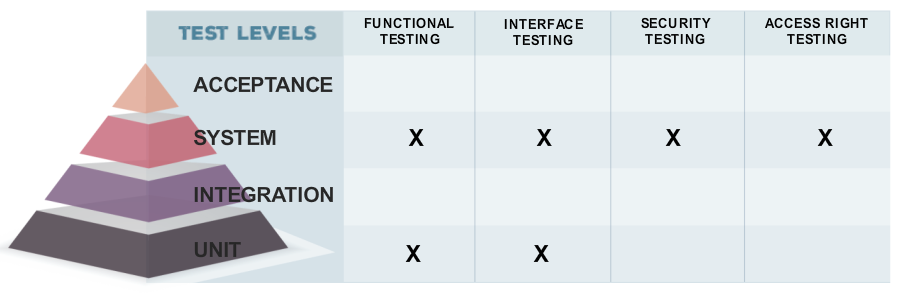 TEST LEVELS
FUNCTIONAL
TESTING
INTERFACE
TESTING
SECURITY
TESTING
ACCESS RIGHT
TESTING
ACCEPTANCE
SYSTEM X X X X
INTEGRATION
UNIT X X